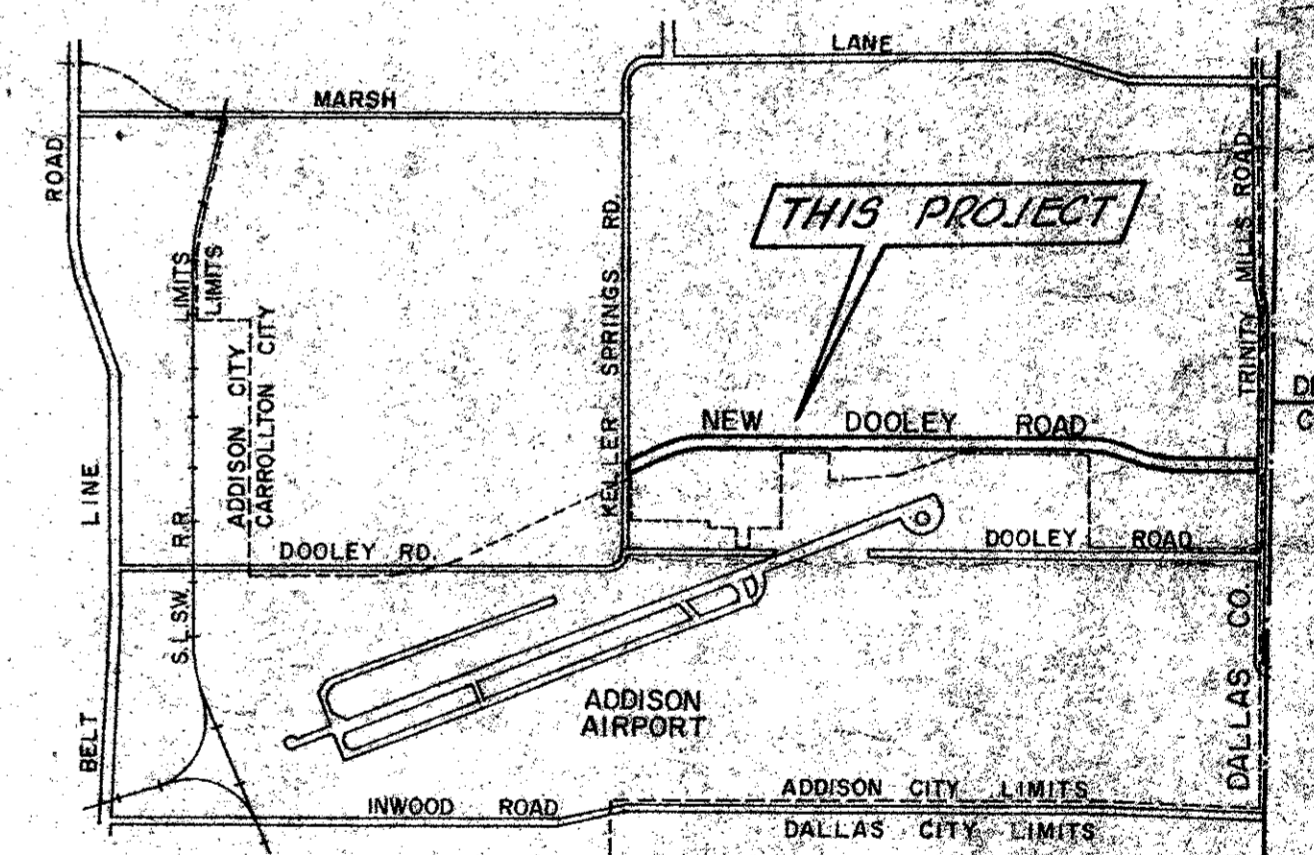 LANE
MARSH
ROAD
TRINITY MILLS ROAD
THIS PROJECT
LIMITS
LIMITS
KELLER SPRINGS RD.
ADDISON CITY
CARROLLTON CITY
NEW DOOLEY ROAD
LINE
S.L.SW. R.R.
DOOLEY RD.
DOOLEY ROAD
DALLAS CO.
ADDISON
AIRPORT
BELT
INWOOD ROAD
ADDISON CITY LIMITS
DALLAS CITY LIMITS